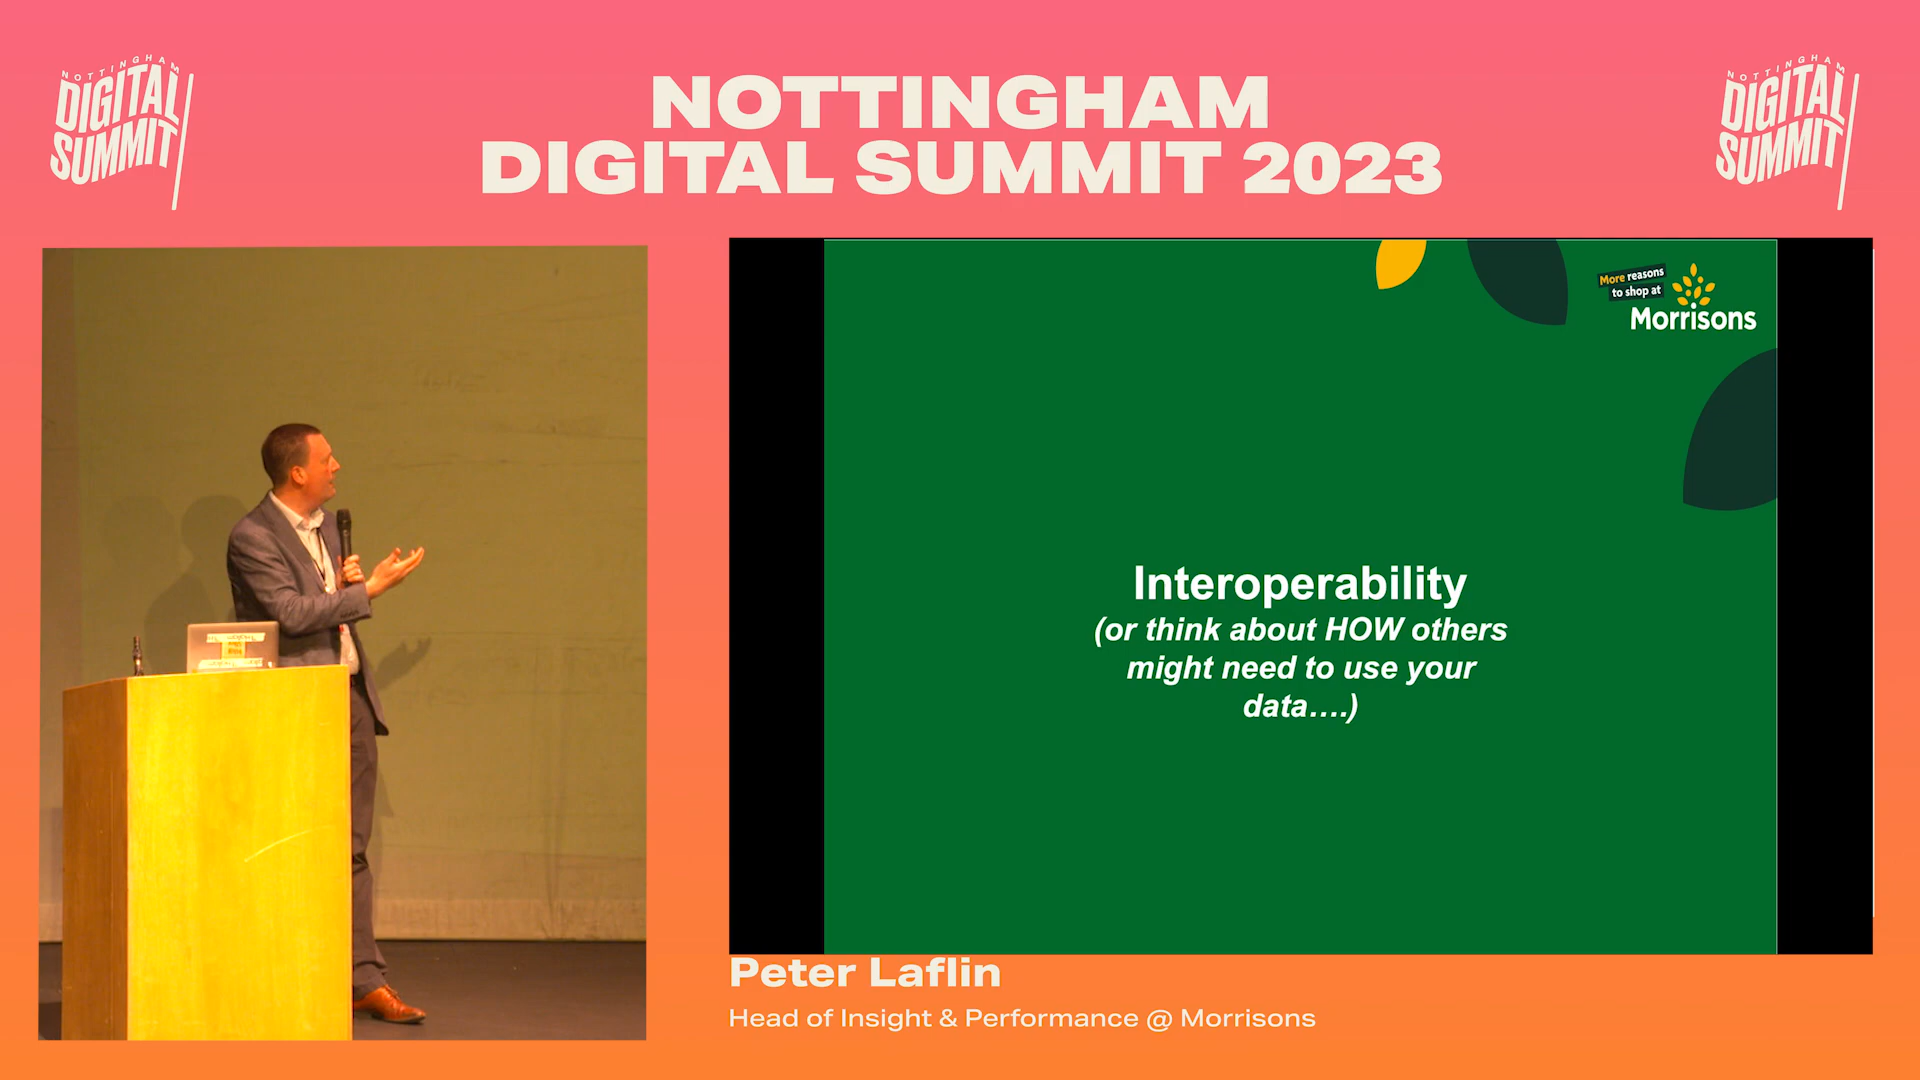 NOTTINGHAM
DIGITAL
SUMMIT
NOTTINGHAM
DIGITAL SUMMIT 2023
NOTTINGHAM
DIGITAL
SUMMIT
More reasons
to shop at
Morrisons
Interoperability
(or think about HOW others
might need to use your
data....)
Peter Laflin
Head of Insight & Performance @ Morrisons